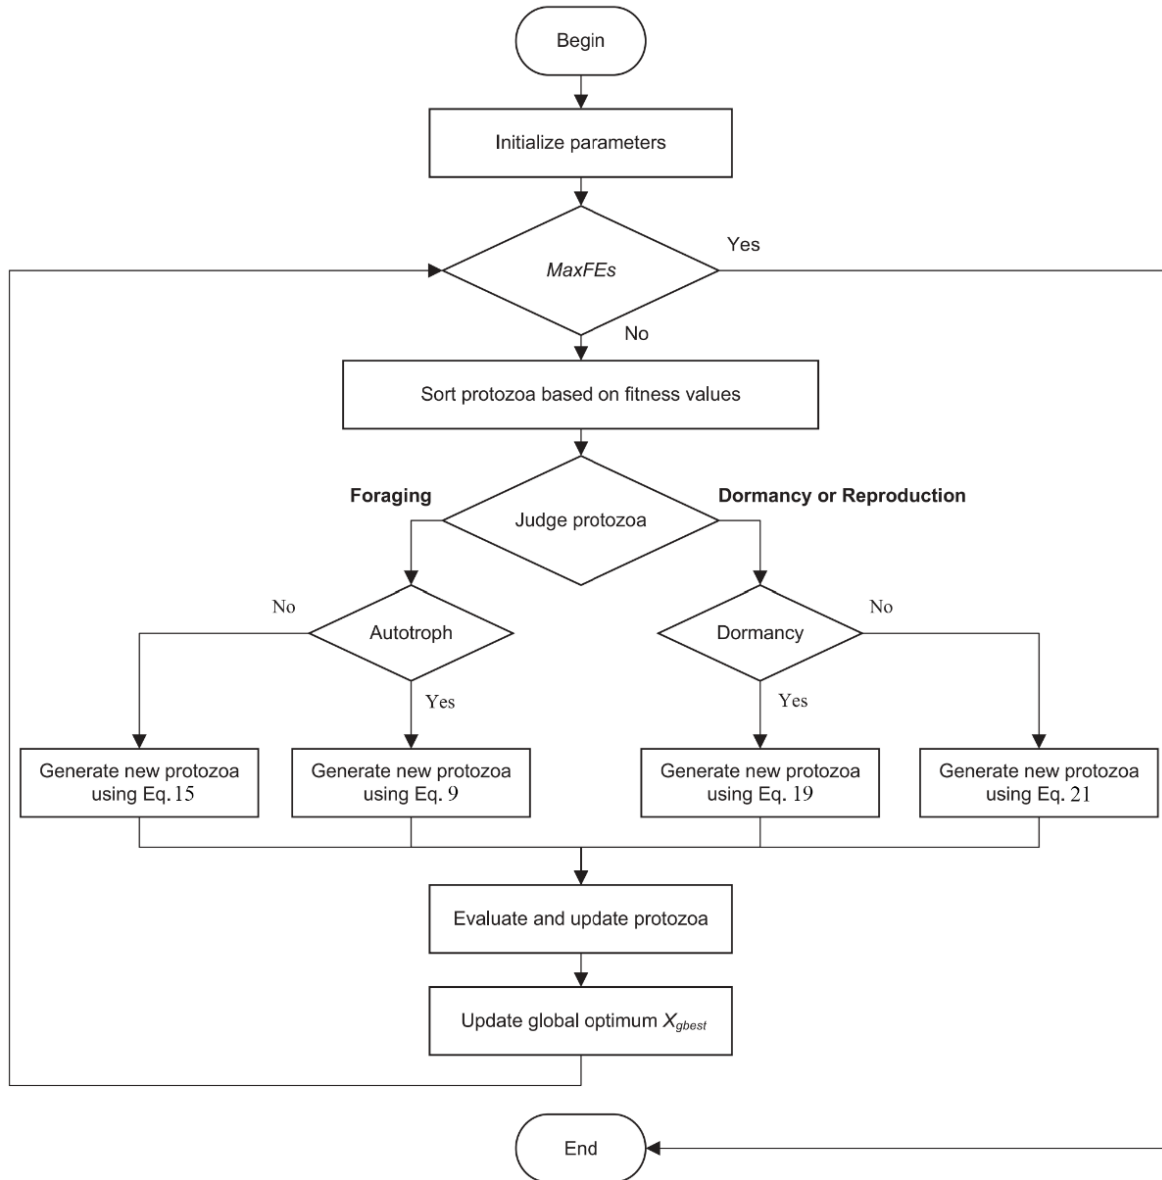 Begin
Initialize parameters
MaxFEs
Yes
No
Sort protozoa based on fitness values
Foraging
Dormancy or Reproduction
Judge protozoa
No
Autotroph
Yes
Dormancy
No
Yes
Generate new protozoa
using Eq. 15
Generate new protozoa
using Eq. 9
Generate new protozoa
using Eq. 19
Generate new protozoa
using Eq. 21
Evaluate and update protozoa
Update global optimum Xgbest
End